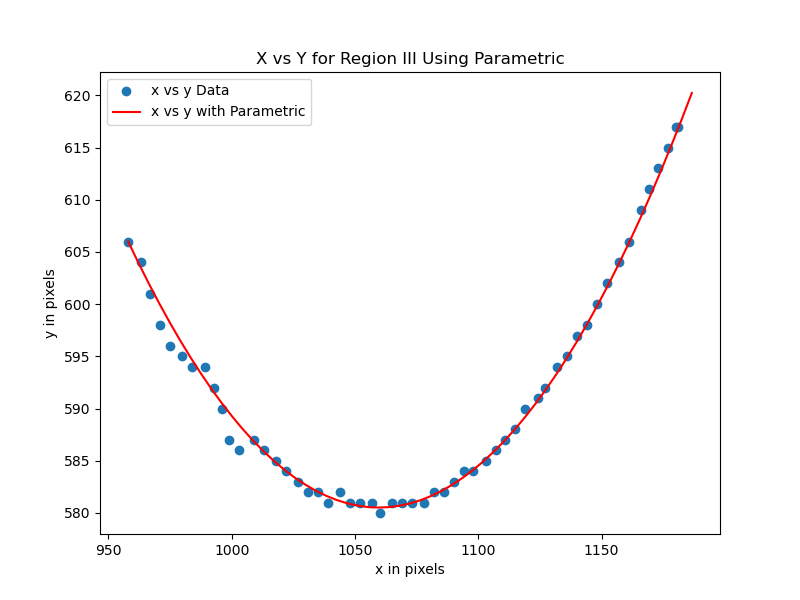 X vs Y for Region III Using Parametric
x vs y Data
x vs y with Parametric
620
615
610
605
600
595
590
585
580
y in pixels
950
1000
1050
1100
1150
x in pixels